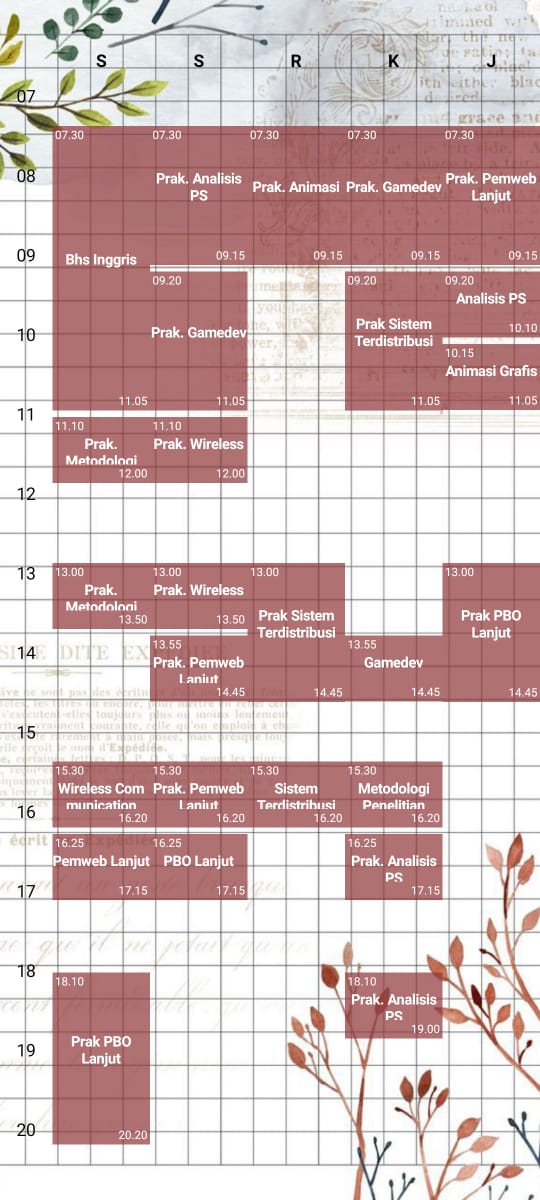 S S R K J
07
08
09
10
11
12
13
14
15
16
17
18
19
20
07.30
Bhs Inggris
11.05
11.10
Prak.
Metodologi
12.00
13.00
Prak.
Metodologi
13.50
15.30
Wireless Com
munication
16.20
16.25
Pemweb Lanjut
17.15
18.10
Prak PBO
Lanjut
20.20
07.30
Prak. Analisis
PS
09.15
09.20
Prak. Gamedev
11.05
11.10
Prak. Wireless
12.00
13.00
Prak. Wireless
13.50
13.55
Prak. Pemweb
Lanjut
14.45
15.30
Prak. Pemweb
Lanjut
16.20
16.25
PBO Lanjut
17.15
07.30
Prak. Animasi
09.15
13.00
Prak Sistem
Terdistribusi
14.45
15.30
Sistem
Terdistribusi
16.20
07.30
Prak. Gamedev
09.15
09.20
Prak Sistem
Terdistribusi
11.05
13.55
Gamedev
14.45
15.30
Metodologi
Penelitian
16.20
16.25
Prak. Analisis
PS
17.15
18.10
Prak. Analisis
PS
19.00
07.30
Prak. Pemweb
Lanjut
09.15
09.20
Analisis PS
10.10
10.15
Animasi Grafis
11.05
13.00
Prak PBO
Lanjut
14.45